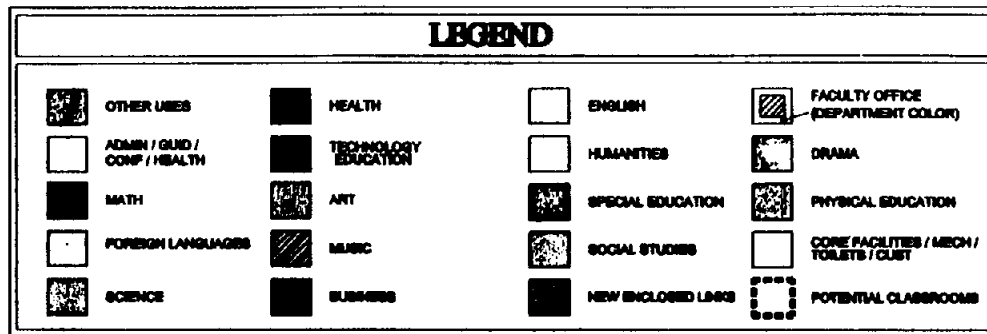 LEGEND
OTHER USES
ADMIN / GUID /
CONF / HEALTH
MATH
FOREIGN LANGUAGES
SCIENCE
HEALTH
TECHNOLOGY
EDUCATION
ART
MUSIC
BUSINESS
ENGLISH
HUMANITIES
SPECIAL EDUCATION
SOCIAL STUDIES
NEW ENCLOSED LINKS
FACULTY OFFICE
(DEPARTMENT COLOR)
DRAMA
PHYSICAL EDUCATION
CORE FACILITIES / MECH /
TOILETS / CUST
POTENTIAL CLASSROOMS